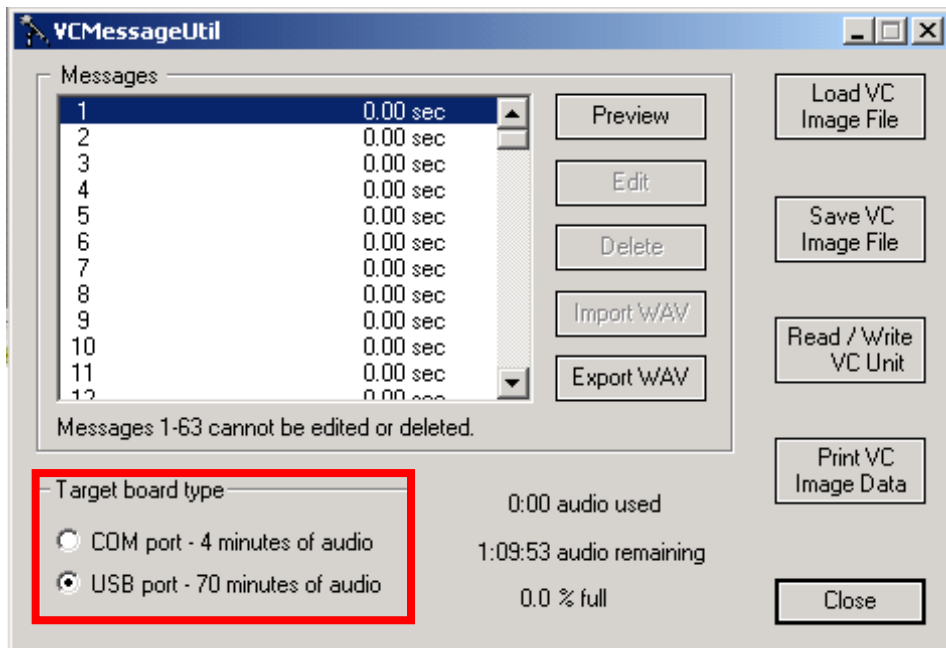 VCMessageUtil
Messages
1 0.00 sec
2 0.00 sec
3 0.00 sec
4 0.00 sec
5 0.00 sec
6 0.00 sec
7 0.00 sec
8 0.00 sec
9 0.00 sec
10 0.00 sec
11 0.00 sec
Preview
Edit
Delete
Import WAV
Export WAV
Messages 1-63 cannot be edited or deleted.
Load VC
Image File
Save VC
Image File
Read / Write
VC Unit
Print VC
Image Data
Close
Target board type
COM port - 4 minutes of audio
USB port - 70 minutes of audio
0:00 audio used
1:09:53 audio remaining
0.0 % full